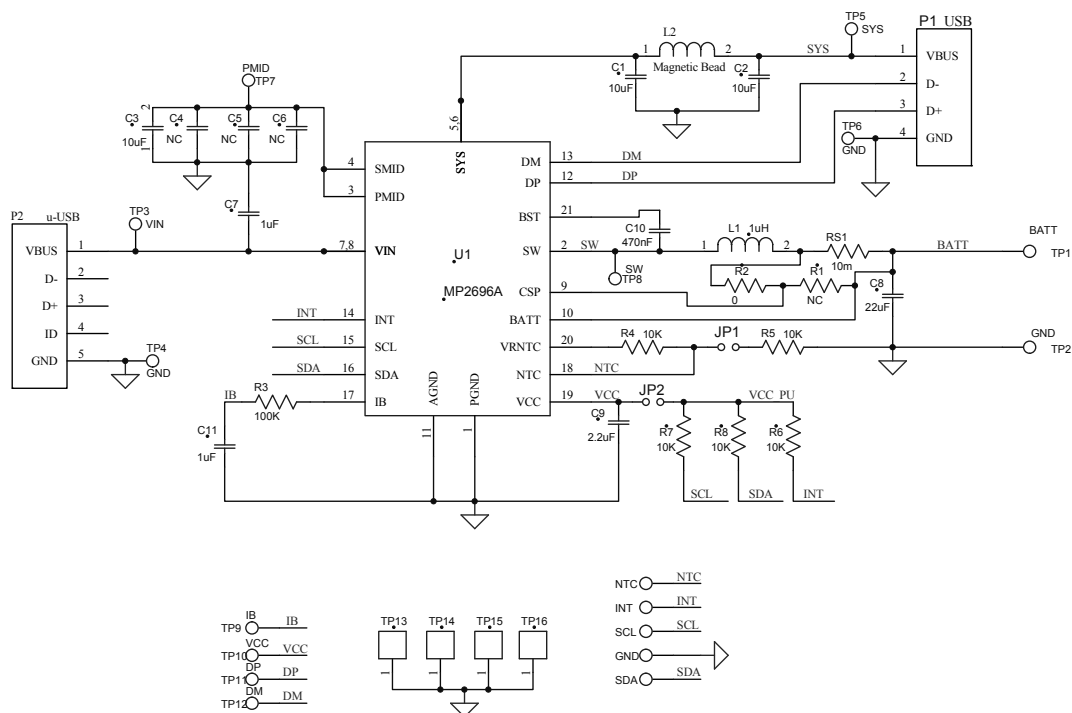 P1 USB
TP5
SYS
L2
1 2
SYS
Magnetic Bead
C1
10uF
C2
10uF
1 VBUS
2 D-
3 D+
4 GND
TP6
GND
PMID
TP7
C3
10uF
2
1
C4
NC
C5
NC
C6
NC
5,6
SYS
4 SMID
3 PMID
DM 13 DM
DP 12 DP
C7
1uF
P2 u-USB
TP3
VIN
VBUS 1
D- 2
D+ 3
ID 4
GND 5
TP4
GND
7,8 VIN
U1
MP2696A
BST 21
C10
470nF
SW 2 SW
SW
TP8
1 L1 1uH 2
RS1
10m
BATT
BATT
TP1
R2
0
R1
NC
C8
22uF
CSP 9
BATT 10
INT 14 INT
SCL 15 SCL
SDA 16 SDA
IB 17 IB
R3
100K
C11
1uF
VRNTC 20
R4 10K
JP1
R5 10K
GND
TP2
NTC 18 NTC
VCC 19 VCC
JP2
VCC_PU
C9
2.2uF
R7
10K
R8
10K
R6
10K
SCL SDA INT
AGND
PGND
11
1
IB
TP9 IB
VCC
TP10 VCC
DP
TP11 DP
DM
TP12 DM
TP13 TP14 TP15 TP16
1 1 1 1
NTC NTC
INT INT
SCL SCL
GND
SDA SDA